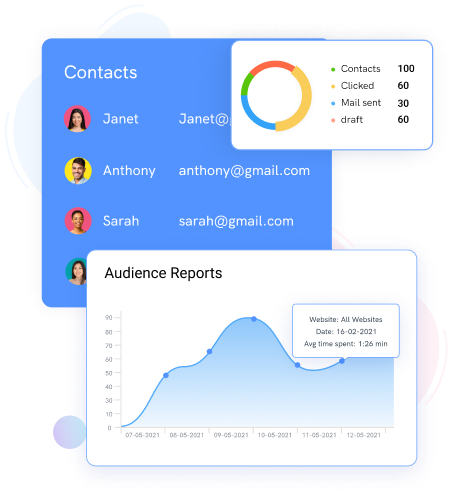 Contacts
Janet Janet@
Anthony anthony@gmail.com
Sarah sarah@gmail.com
Contacts 100
Clicked 60
Mail sent 30
draft 60
Audience Reports
Website: All Websites
Date: 16-02-2021
Avg time spent: 1:26 min
90
80
70
60
50
40
30
20
10
0
07-05-2021 08-05-2021 09-05-2021 10-05-2021 11-05-2021 12-05-2021